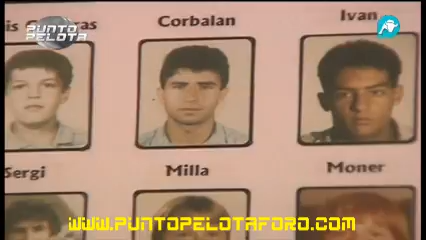 Corbalan
Ivan
PUNTO
PELOTA
Sergi
Milla
Moner
WWW.PUNTOPELOTAFORO.COM